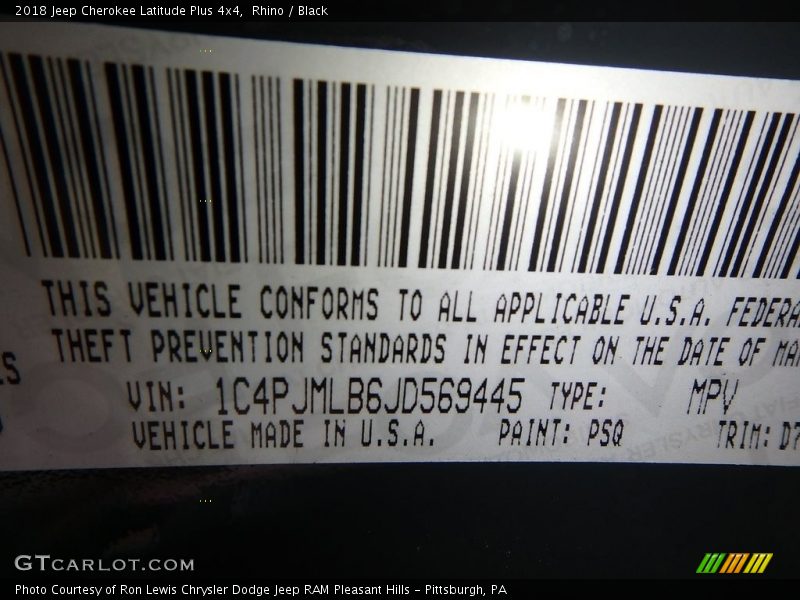 2018 Jeep Cherokee Latitude Plus 4x4, Rhino / Black
THIS VEHICLE CONFORMS TO ALL APPLICABLE U.S.A. FEDERA
THEFT PREVENTION STANDARDS IN EFFECT ON THE DATE OF MA
VIN: 1C4PJMLB6JD569445 TYPE: MPV
VEHICLE MADE IN U.S.A. PAINT: PSQ TRIM: D7
GTCARLOT.COM
Photo Courtesy of Ron Lewis Chrysler Dodge Jeep RAM Pleasant Hills - Pittsburgh, PA